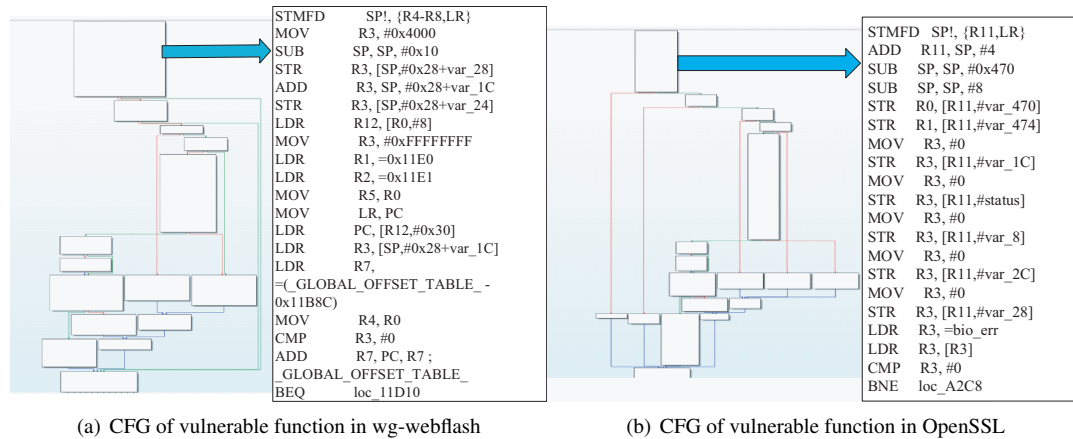 STMFD SP!, {R4-R8,LR}
MOV R3, #0x4000
SUB SP, SP, #0x10
STR R3, [SP,#0x28+var_28]
ADD R3, SP, #0x28+var_1C
STR R3, [SP,#0x28+var_24]
LDR R12, [R0,#8]
MOV R3, #0xFFFFFFFF
LDR R1, =0x11E0
LDR R2, =0x11E1
MOV R5, R0
MOV LR, PC
LDR PC, [R12,#0x30]
LDR R3, [SP,#0x28+var_1C]
LDR R7,
=(_GLOBAL_OFFSET_TABLE_ -
0x11B8C)
MOV R4, R0
CMP R3, #0
ADD R7, PC, R7 ;
_GLOBAL_OFFSET_TABLE_
BEQ loc_11D10
(a) CFG of vulnerable function in wg-webflash
STMFD SP!, {R11,LR}
ADD R11, SP, #4
SUB SP, SP, #0x470
SUB SP, SP, #8
STR R0, [R11,#var_470]
STR R1, [R11,#var_474]
MOV R3, #0
STR R3, [R11,#var_1C]
MOV R3, #0
STR R3, [R11,#status]
MOV R3, #0
STR R3, [R11,#var_8]
MOV R3, #0
STR R3, [R11,#var_2C]
MOV R3, #0
STR R3, [R11,#var_28]
LDR R3, =bio_err
LDR R3, [R3]
CMP R3, #0
BNE loc_A2C8
(b) CFG of vulnerable function in OpenSSL